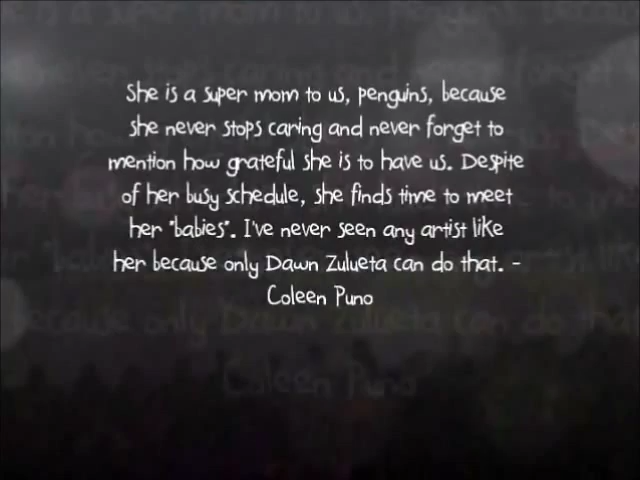 She is a super mom to us, penguins, because
she never stops caring and never forget to
mention how grateful she is to have us. Despite
of her busy schedule, she finds time to meet
her "babies". I've never seen any artist like
her because only Dawn Zulueta can do that. -
Coleen Puno